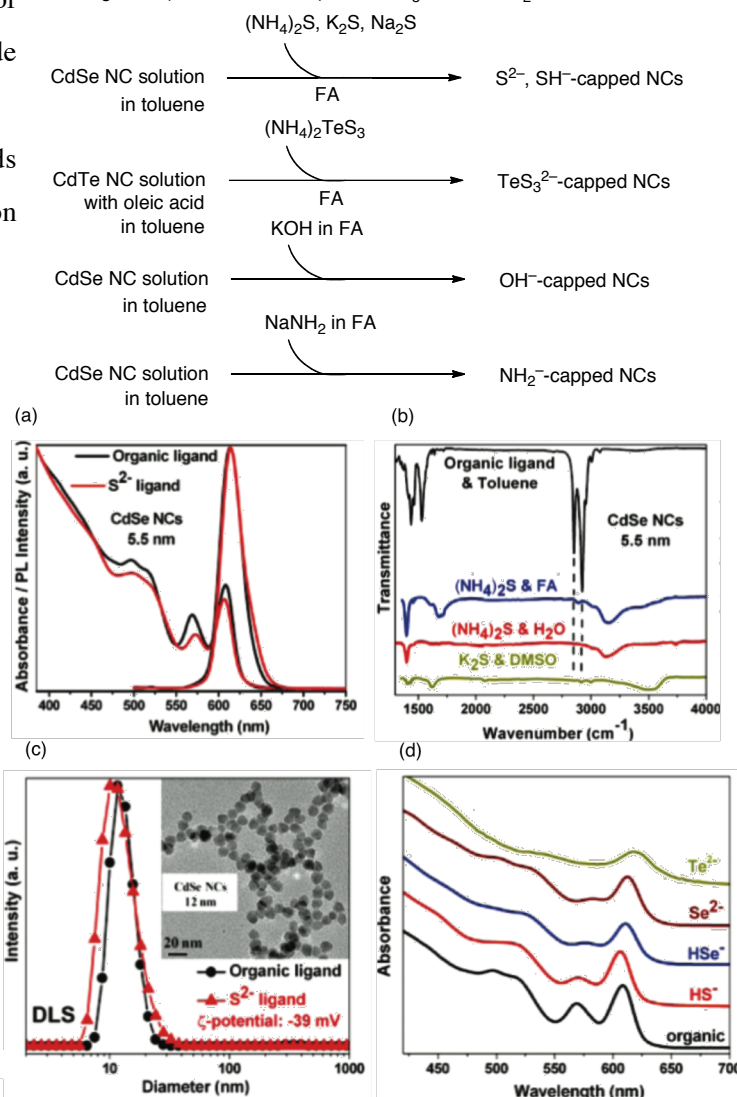 or
(NH4)2S, K2S, Na2S
de
CdSe NC solution
in toluene
FA
S2–, SH–-capped NCs
(NH4)2TeS3
ds
CdTe NC solution
with oleic acid
in toluene
FA
TeS32–-capped NCs
on
KOH in FA
CdSe NC solution
in toluene
OH–-capped NCs
NaNH2 in FA
CdSe NC solution
in toluene
NH2–-capped NCs
(a)
Absorbance / PL Intensity (a. u.)
Organic ligand
S2- ligand
CdSe NCs
5.5 nm
400 450 500 550 600 650 700 750
Wavelength (nm)
(b)
Transmittance
Organic ligand
& Toluene
CdSe NCs
5.5 nm
(NH4)2S & FA
(NH4)2S & H2O
K2S & DMSO
1500 2000 2500 3000 3500 4000
Wavenumber (cm-1)
(c)
Intensity (a. u.)
CdSe NCs
12 nm
20 nm
Organic ligand
S2- ligand
ζ-potential: -39 mV
DLS
10 100 1000
Diameter (nm)
(d)
Absorbance
Te2-
Se2-
HSe-
HS-
organic
450 500 550 600 650 700
Wavelength (nm)